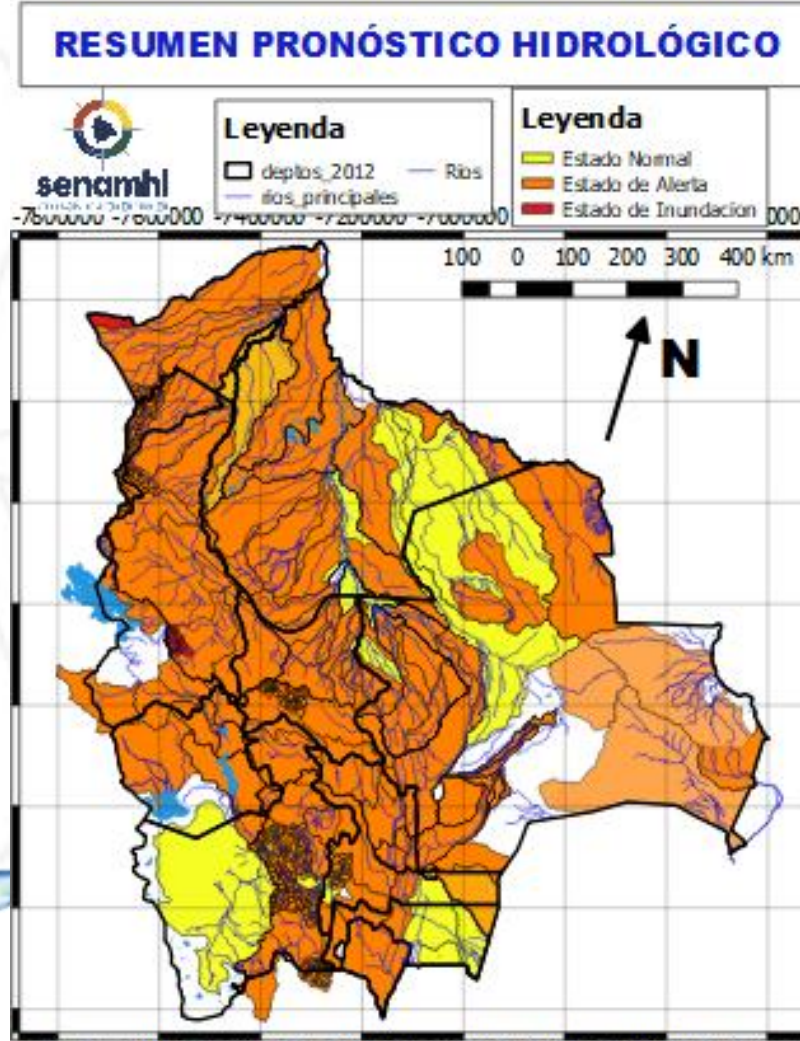 RESUMEN PRONÓSTICO HIDROLÓGICO
senamhi
Leyenda
deptos_2012
Rios
rios_principales
Leyenda
Estado Normal
Estado de Alerta
Estado de Inundacion
-7800000 -7600000 -7400000 -7200000 -7000000
100 0 100 200 300 400 km
N